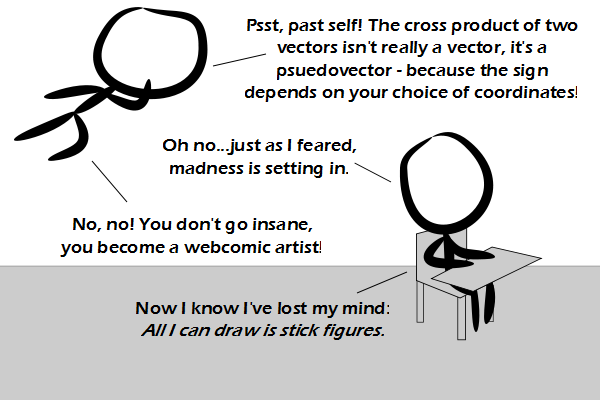 Psst, past self! The cross product of two
vectors isn't really a vector, it's a
psuedovector - because the sign
depends on your choice of coordinates!
Oh no...just as I feared,
madness is setting in.
No, no! You don't go insane,
you become a webcomic artist!
Now I know I've lost my mind:
All I can draw is stick figures.